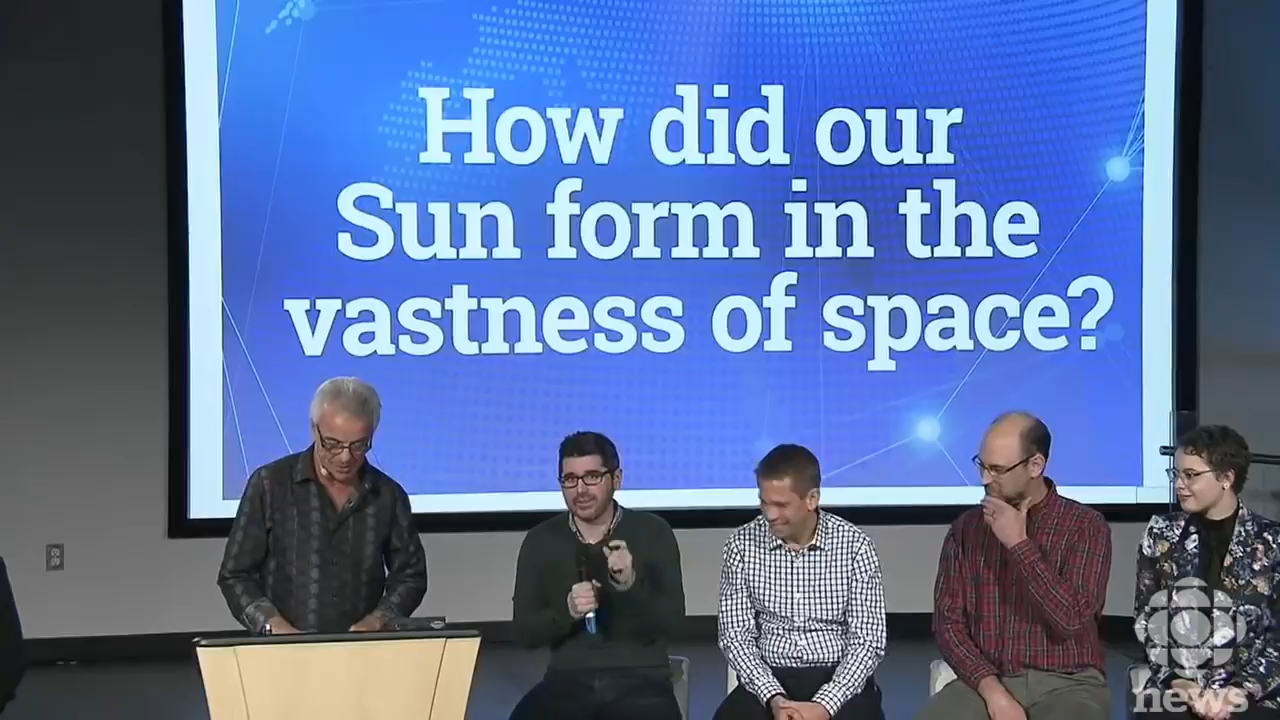 How did our
Sun form in the
vastness of space?
news